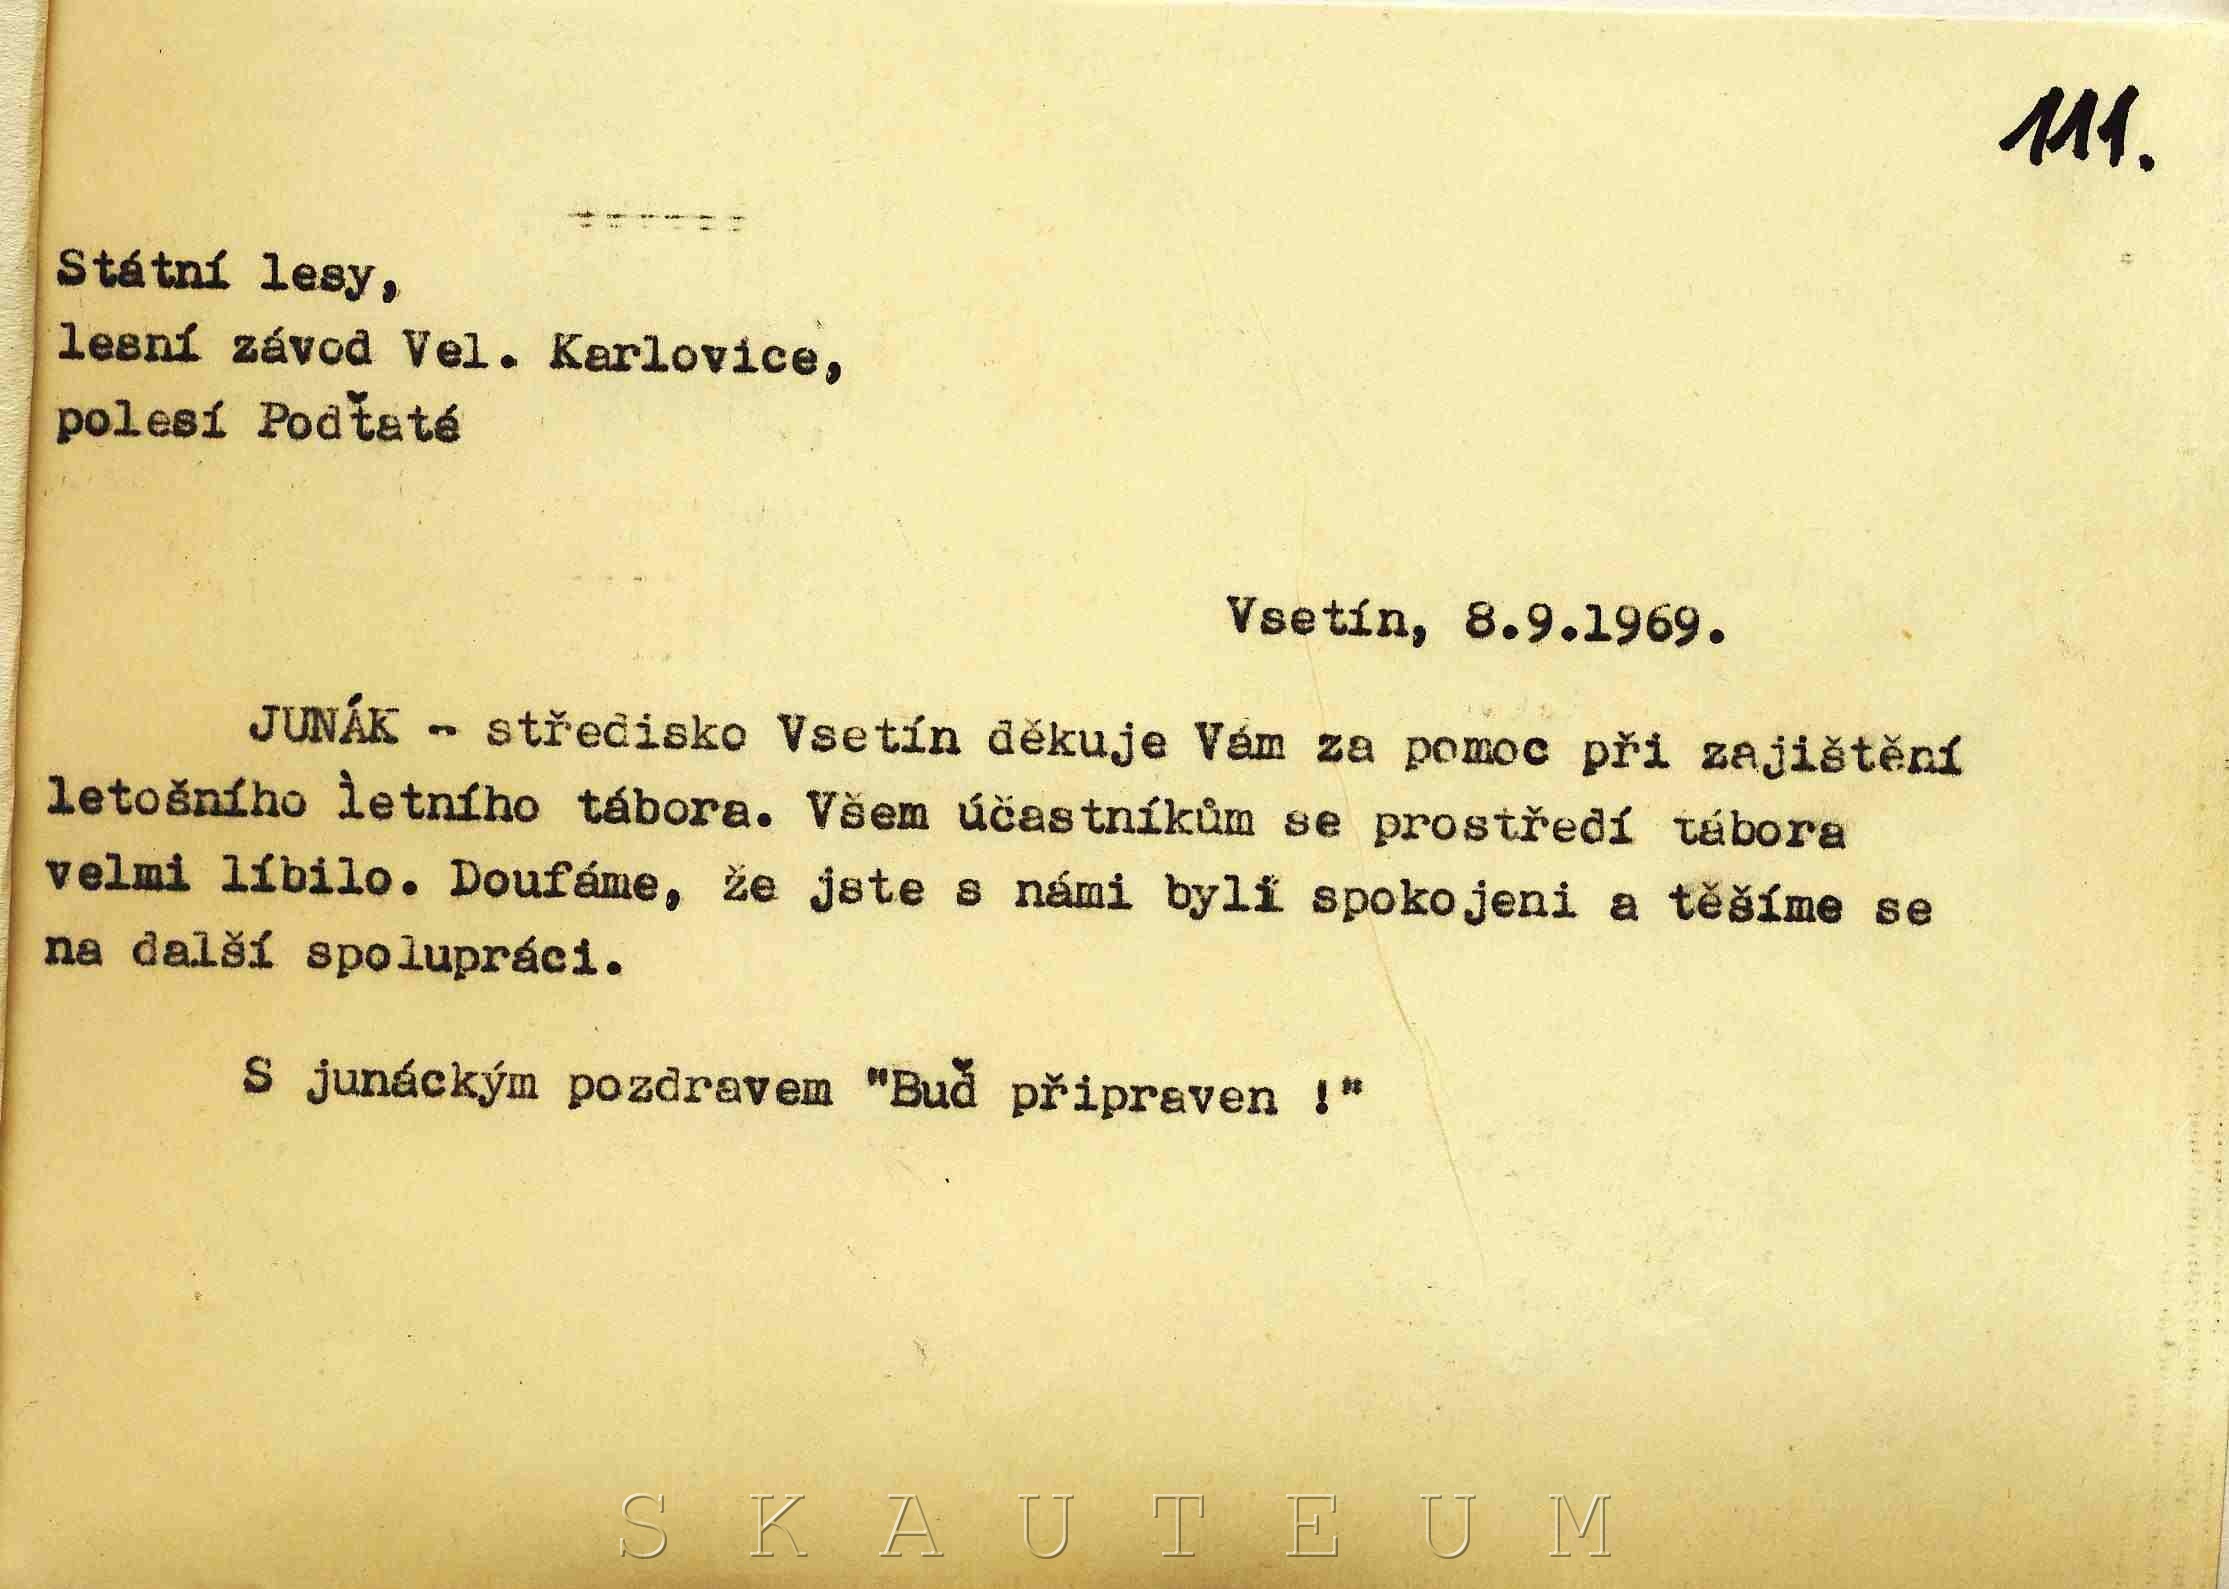 111.
Státní lesy,
lesní závod Vel. Karlovice,
polesí Podťaté
Vsetín, 8.9.1969.
JUNÁK - středisko Vsetín děkuje Vám za pomoc při zajištění
letošního letního tábora. Všem účastníkům se prostředí tábora
velmi líbilo. Doufáme, že jste s námi byli spokojeni a těšíme se
na další spolupráci.
S junáckým pozdravem "Buď připraven !"
SKAUTEUM